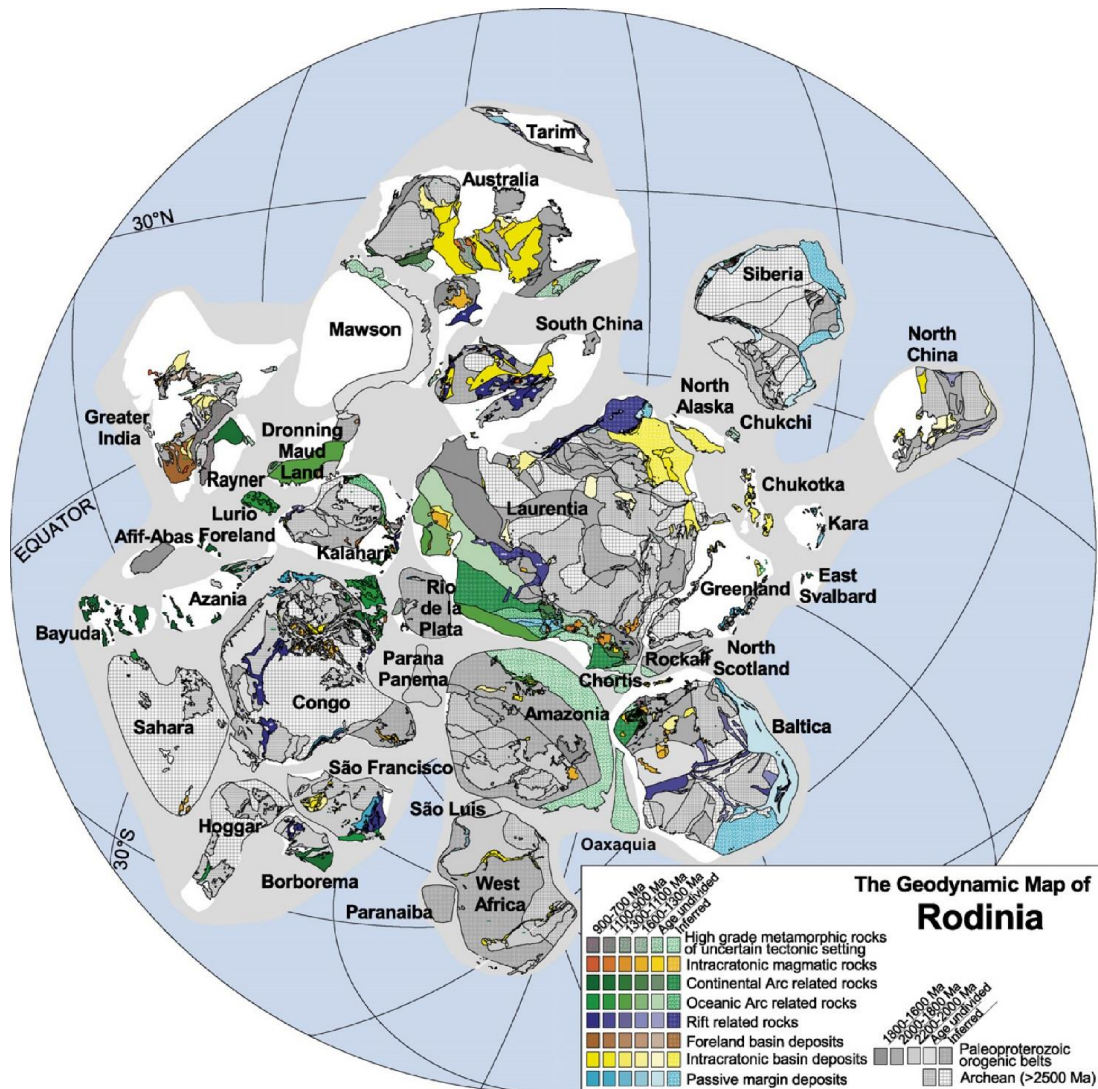 Tarim
Australia
30°N
Siberia
Mawson
South China
North
China
North
Alaska
Chukchi
Greater
India
Dronning
Maud
Land
Rayner
Laurentia
Chukotka
EQUATOR
Lurio
Afif-Abas Foreland
Kalahari
Kara
Azania
Rio
de la
Plata
Greenland
East
Svalbard
Bayuda
Parana
Panema
Rockall
North
Scotland
Chortis
Congo
Amazonia
Baltica
Sahara
São Francisco
São Luis
Hoggar
Oaxaquia
30°S
Borborema
West
Africa
Paranaiba
The Geodynamic Map of
Rodinia
900-700 Ma
1100-900 Ma
1300-1100 Ma
1600-1300 Ma
Age undivided
Inferred
High grade metamorphic rocks
of uncertain tectonic setting
Intracratonic magmatic rocks
Continental Arc related rocks
Oceanic Arc related rocks
Rift related rocks
Foreland basin deposits
Intracratonic basin deposits
Passive margin deposits
1800-1600 Ma
2000-1800 Ma
2200-2000 Ma
Age undivided
Inferred
Paleoproterozoic
orogenic belts
Archean (>2500 Ma)